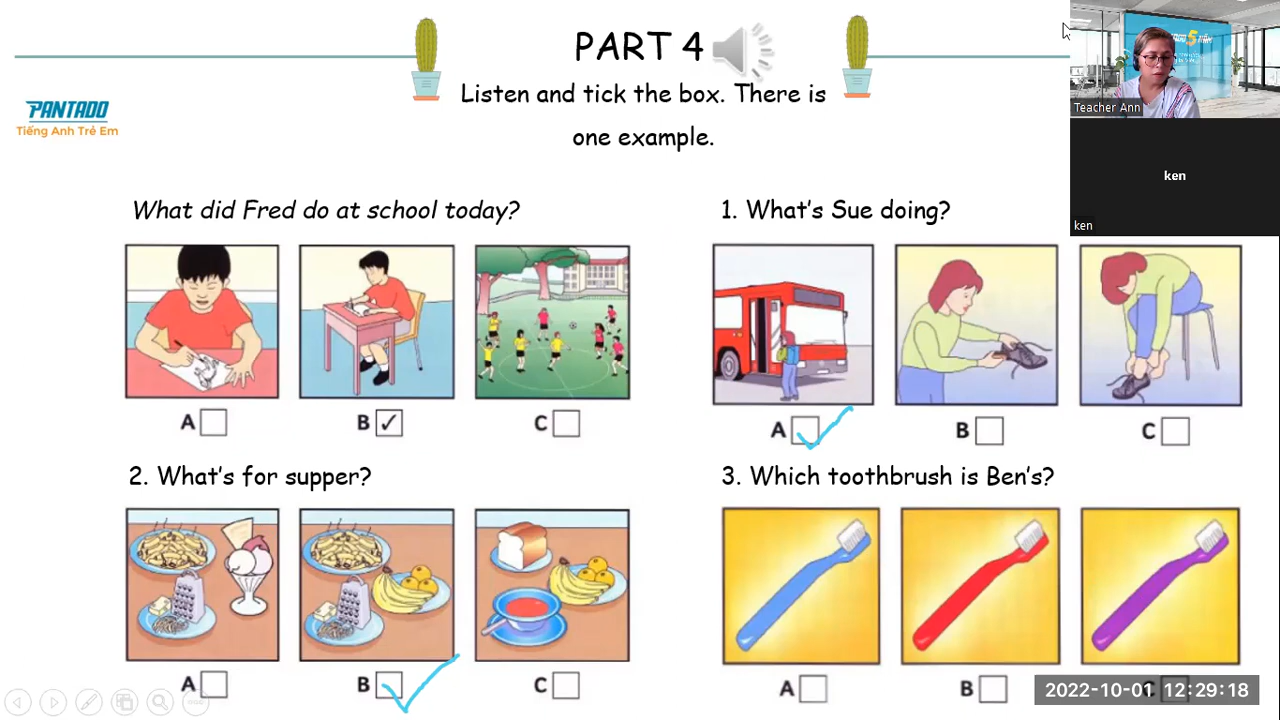 PART 4
Listen and tick the box. There is
one example.
PANTADO
Tiếng Anh Trẻ Em
Teacher Ann
ken
ken
What did Fred do at school today?
A
B ✓
C
1. What's Sue doing?
A
B
C
2. What's for supper?
A
B
C
3. Which toothbrush is Ben's?
A
B
C
2022-10-01 12:29:18